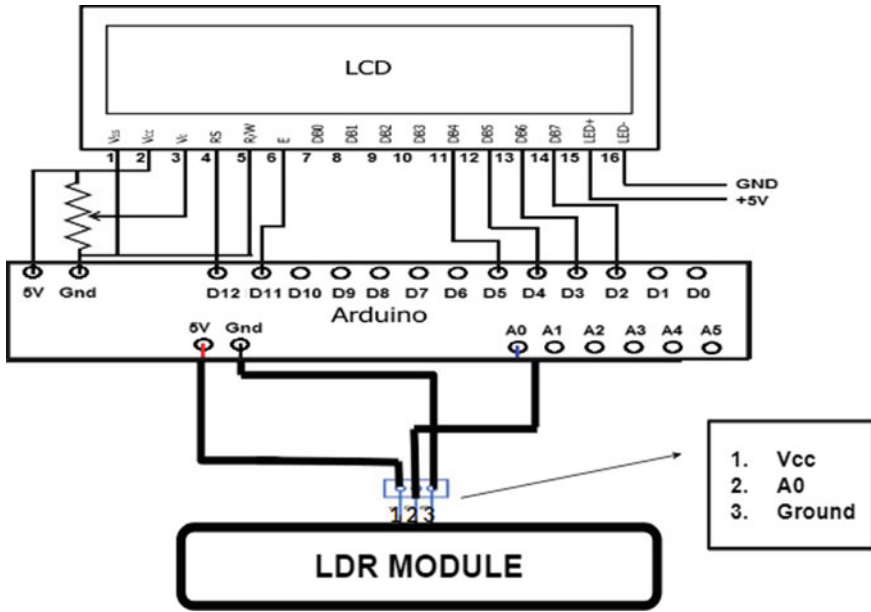 LCD
Vss Vcc Vc RS R/W E DB0 DB1 DB2 DB3 DB4 DB5 DB6 DB7 LED+ LED-
1 2 3 4 5 6 7 8 9 10 11 12 13 14 15 16
GND
+5V
5V Gnd D12 D11 D10 D9 D8 D7 D6 D5 D4 D3 D2 D1 D0
Arduino
5V Gnd A0 A1 A2 A3 A4 A5
1. Vcc
2. A0
3. Ground
1 2 3
LDR MODULE